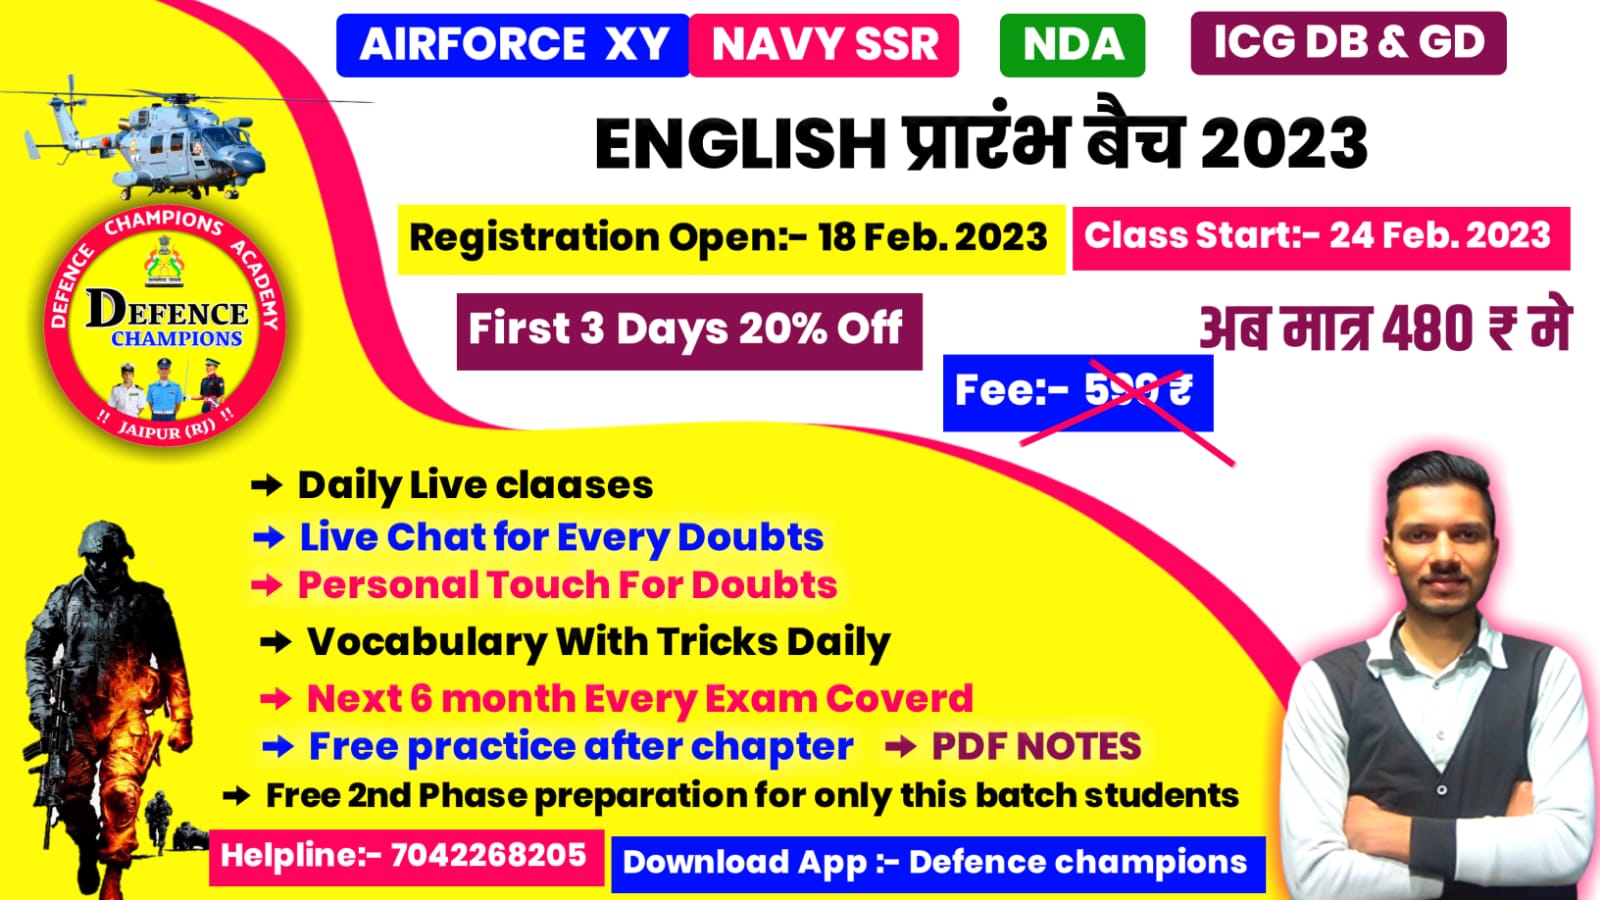 AIRFORCE XY NAVY SSR NDA ICG DB & GD
ENGLISH प्रारंभ बैच 2023
Registration Open:- 18 Feb. 2023 Class Start:- 24 Feb. 2023
First 3 Days 20% Off
अब मात्र 480 ₹ मे
Fee:- 599 ₹
DEFENCE CHAMPIONS ACADEMY
DEFENCE
CHAMPIONS
!! JAIPUR (RJ) !!
➜ Daily Live claases
➜ Live Chat for Every Doubts
➜ Personal Touch For Doubts
➜ Vocabulary With Tricks Daily
➜ Next 6 month Every Exam Coverd
➜ Free practice after chapter ➜ PDF NOTES
➜ Free 2nd Phase preparation for only this batch students
Helpline:- 7042268205
Download App :- Defence champions